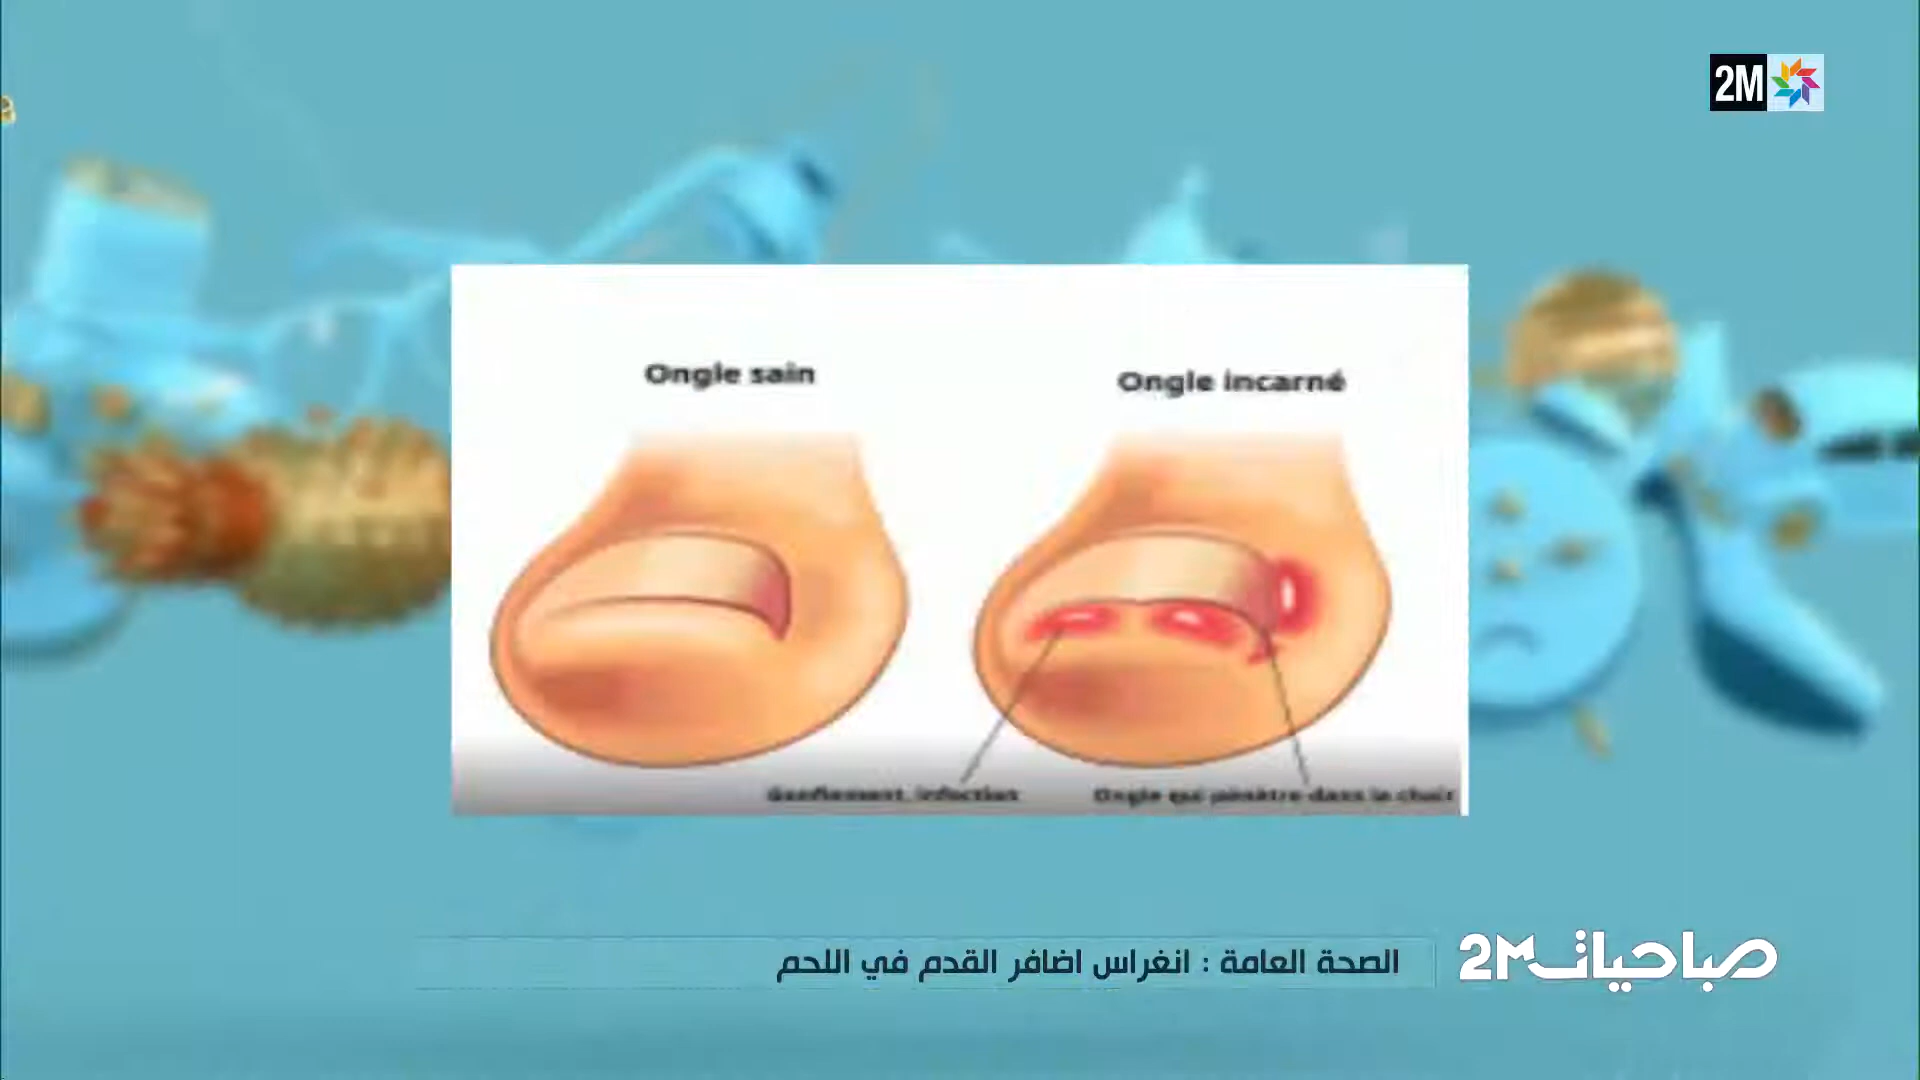 2M
Ongle sain
Ongle incarné
Gonflement, infection
Ongle qui pénètre dans la chair
الصحة العامة : انغراس اضافر القدم في اللحم
صباحيات 2M